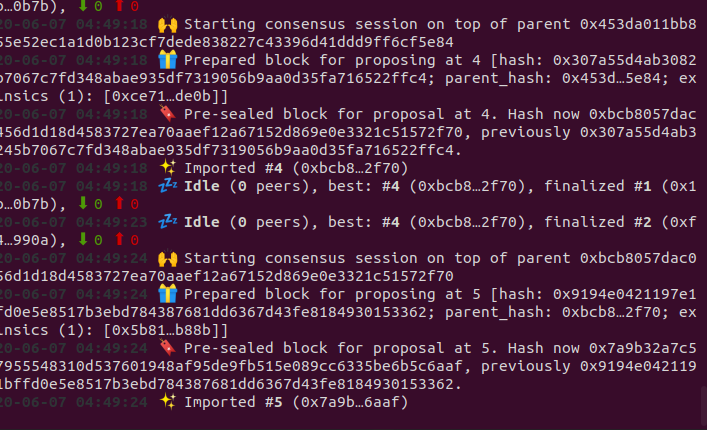 b…0b7b), ⬇ 0 ⬆ 0
20-06-07 04:49:18 🙌 Starting consensus session on top of parent 0x453da011bb8
55e52ec1a1d0b123cf7dede838227c43396d41ddd9ff6cf5e84
20-06-07 04:49:18 🎁 Prepared block for proposing at 4 [hash: 0x307a55d4ab3082
b7067c7fd348abae935df7319056b9aa0d35fa716522ffc4; parent_hash: 0x453d…5e84; ex
insics (1): [0xce71…de0b]]
20-06-07 04:49:18 🔖 Pre-sealed block for proposal at 4. Hash now 0xbcb8057dac
456d1d18d4583727ea70aaef12a67152d869e0e3321c51572f70, previously 0x307a55d4ab3
245b7067c7fd348abae935df7319056b9aa0d35fa716522ffc4.
20-06-07 04:49:18 ✨ Imported #4 (0xbcb8…2f70)
20-06-07 04:49:18 💤 Idle (0 peers), best: #4 (0xbcb8…2f70), finalized #1 (0x1
b…0b7b), ⬇ 0 ⬆ 0
20-06-07 04:49:23 💤 Idle (0 peers), best: #4 (0xbcb8…2f70), finalized #2 (0xf
4…990a), ⬇ 0 ⬆ 0
20-06-07 04:49:24 🙌 Starting consensus session on top of parent 0xbcb8057dac0
56d1d18d4583727ea70aaef12a67152d869e0e3321c51572f70
20-06-07 04:49:24 🎁 Prepared block for proposing at 5 [hash: 0x9194e0421197e1
fd0e5e8517b3ebd784387681dd6367d43fe8184930153362; parent_hash: 0xbcb8…2f70; ex
insics (1): [0x5b81…b88b]]
20-06-07 04:49:24 🔖 Pre-sealed block for proposal at 5. Hash now 0x7a9b32a7c5
7955548310d537601948af95de9fb515e089cc6335be6b5c6aaf, previously 0x9194e042119
1bffd0e5e8517b3ebd784387681dd6367d43fe8184930153362.
20-06-07 04:49:24 ✨ Imported #5 (0x7a9b…6aaf)